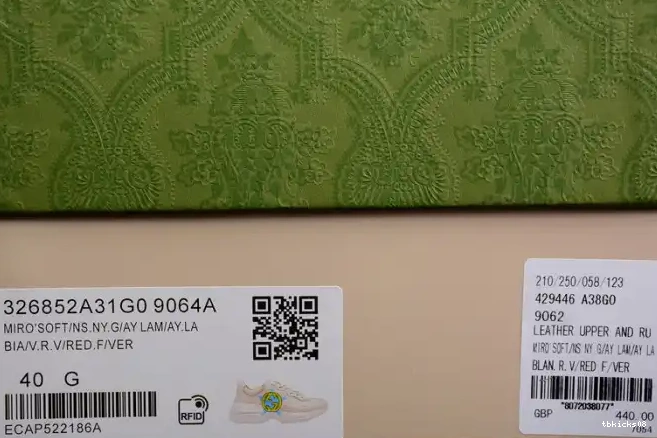 326852A31G0 9064A
MIRO'SOFT/NS.NY.G/AY LAM/AY.LA
BIA/V.R.V/RED.F/VER
40 G
RFID
ECAP522186A
210/250/058/123
429446 A38G0
9062
LEATHER UPPER AND RU
MIRO'SOFT/NS NY G/AY LAM/AY LA
BLAN.R.V/RED F/VER
*8072038077*
GBP 440.00
7054
tbkicks08